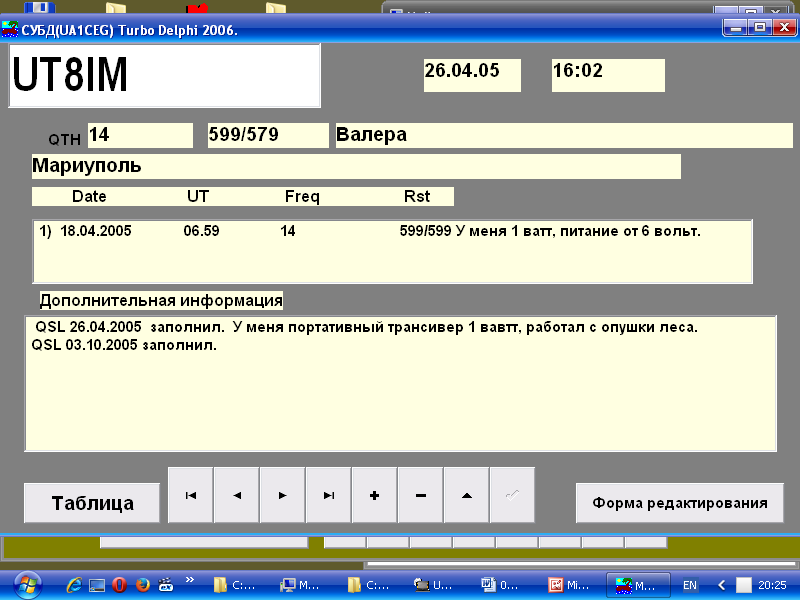 СУБД(UA1CEG) Turbo Delphi 2006.
UT8IM
26.04.05 16:02
QTH 14 599/579 Валера
Мариуполь
Date UT Freq Rst
1) 18.04.2005 06.59 14 599/599 У меня 1 ватт, питание от 6 вольт.
Дополнительная информация
QSL 26.04.2005 заполнил. У меня портативный трансивер 1 вавтт, работал с опушки леса.
QSL 03.10.2005 заполнил.
Таблица
Форма редактирования
C:... M... C:... U... 0... Mi... M... EN 20:25